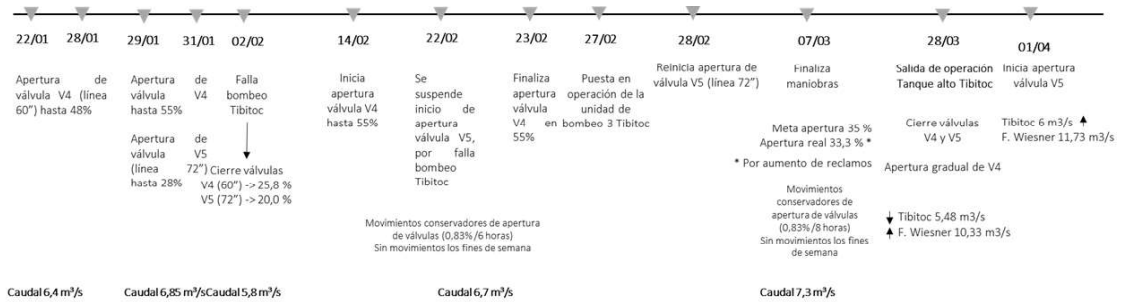 22/01
28/01
29/01
31/01
02/02
14/02
22/02
23/02
27/02
28/02
07/03
28/03
01/04
Apertura de
válvula V4 (línea
60”) hasta 48%
Apertura de
válvula V4
hasta 55%
Apertura de
válvula V5
(línea 72”)
hasta 28%
Falla
bombeo
Tibitoc
Cierre válvulas
V4 (60”) -> 25,8 %
V5 (72”) -> 20,0 %
Inicia
apertura
válvula V4
hasta 55%
Se
suspende
inicio de
apertura
válvula V5,
por falla
bombeo
Tibitoc
Finaliza
apertura
válvula
V4 en
55%
Puesta en
operación de la
unidad de
bombeo 3 Tibitoc
Reinicia apertura de
válvula V5 (línea 72”)
Movimientos conservadores de apertura
de válvulas (0,83%/6 horas)
Sin movimientos los fines de semana
Finaliza
maniobras
Meta apertura 35 %
Apertura real 33,3 % *
* Por aumento de reclamos
Movimientos
conservadores de
apertura de válvulas
(0,83%/8 horas)
Sin movimientos los fines
de semana
Salida de operación
Tanque alto Tibitoc
Cierre válvulas
V4 y V5
Apertura gradual de V4
Tibitoc 5,48 m3/s
F. Wiesner 10,33 m3/s
Inicia apertura
válvula V5
Tibitoc 6 m3/s
F. Wiesner 11,73 m3/s
Caudal 6,4 m³/s
Caudal 6,85 m³/s
Caudal 5,8 m³/s
Caudal 6,7 m³/s
Caudal 7,3 m³/s